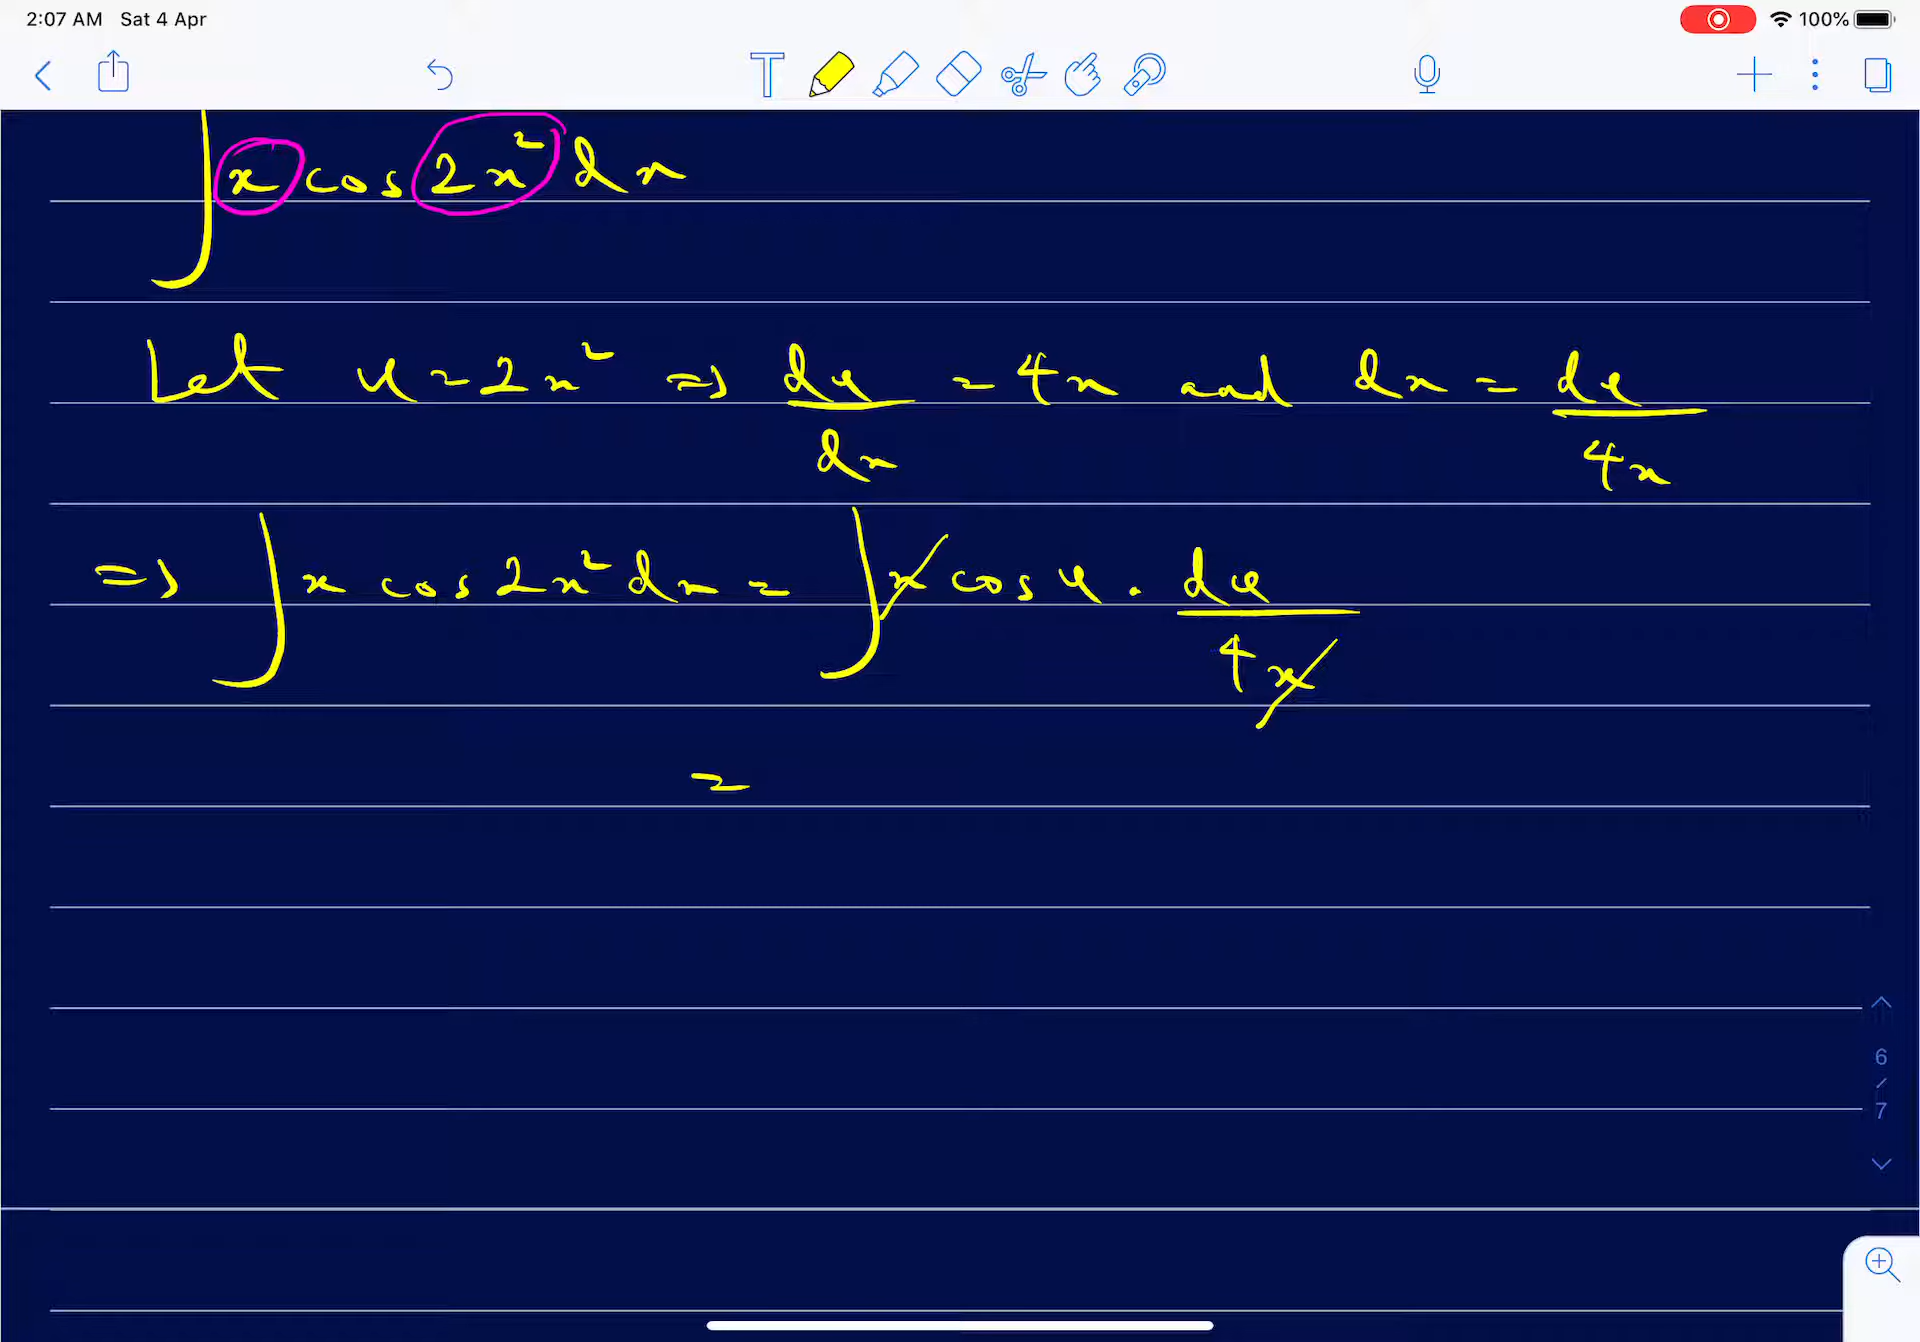 2:07 AM Sat 4 Apr 100%
∫ x cos 2x² dx
Let u = 2x² => du/dx = 4x and dx = du/4x
=> ∫ x cos 2x² dx = ∫ x cos u . du/4x
=
6
/
7